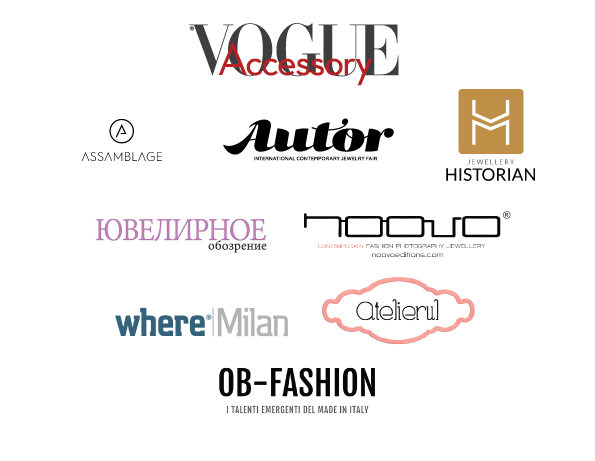 VOGUE®
Accessory
ASSAMBLAGE
Autor
INTERNATIONAL CONTEMPORARY JEWELRY FAIR
JEWELLERY
HISTORIAN
ЮВЕЛИРНОЕ
обозрение
noovo®
CONTEMPORARY FASHION PHOTOGRAPHY JEWELLERY
noovoeditions.com
where® Milan
atelierul
OB-FASHION
I TALENTI EMERGENTI DEL MADE IN ITALY